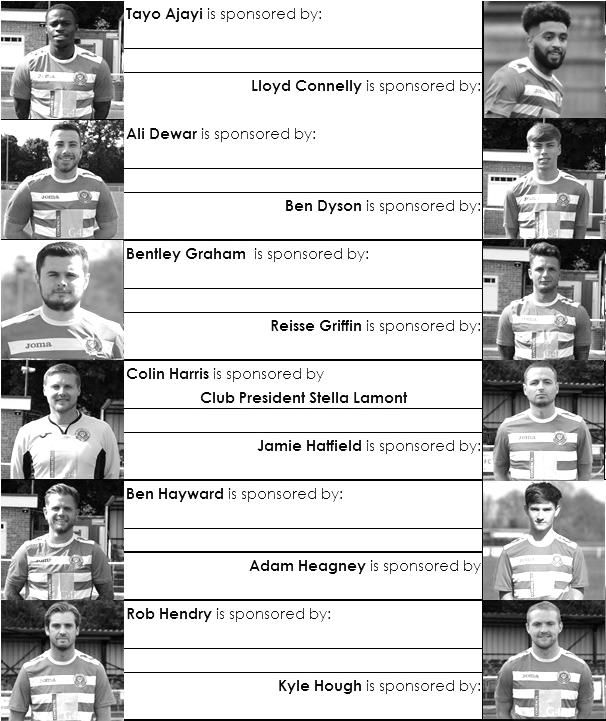 Tayo Ajayi is sponsored by:
Lloyd Connelly is sponsored by:
Ali Dewar is sponsored by:
Ben Dyson is sponsored by:
Bentley Graham is sponsored by:
Reisse Griffin is sponsored by:
Colin Harris is sponsored by
Club President Stella Lamont
Jamie Hatfield is sponsored by:
Ben Hayward is sponsored by:
Adam Heagney is sponsored by
Rob Hendry is sponsored by:
Kyle Hough is sponsored by: